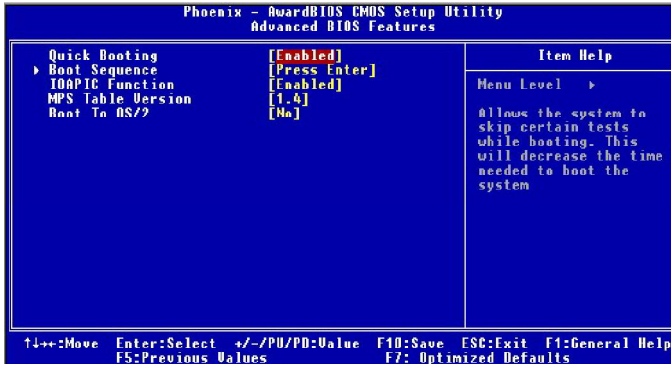 Phoenix - AwardBIOS CMOS Setup Utility
Advanced BIOS Features
Quick Booting [Enabled]
Boot Sequence [Press Enter]
IOAPIC Function [Enabled]
MPS Table Version [1.4]
Boot To OS/2 [No]
Item Help
Menu Level
Allows the system to
skip certain tests
while booting. This
will decrease the time
needed to boot the
system
↑↓→←:Move Enter:Select +/-/PU/PD:Value F10:Save ESC:Exit F1:General Help
F5:Previous Values F7: Optimized Defaults